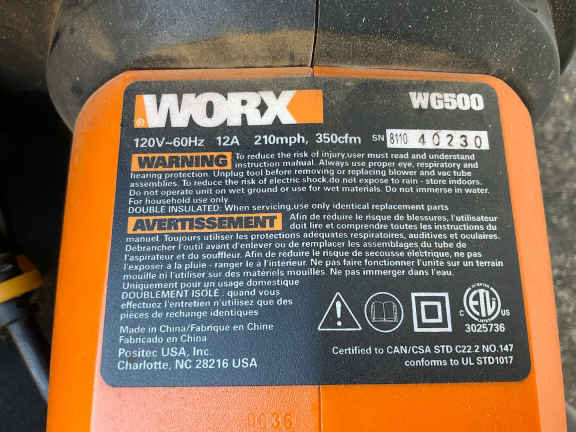 WORX
WG500
120V~60Hz 12A 210mph, 350cfm SN 8110 40230
WARNING To reduce the risk of injury,user must read and understand
instruction manual. Always use proper eye, respiratory and
hearing protection. Unplug tool before removing or replacing blower and vac tube
assemblies. To reduce the risk of electric shock,do not expose to rain - store indoors.
Do not operate unit on wet ground or use for wet materials. Do not immerse in water.
For household use only.
DOUBLE INSULATED: When servicing,use only identical replacement parts
AVERTISSEMENT Afin de reduire le risque de blessures, l'utilisateur
doit lire et comprendre toutes les instructions du
manuel. Toujours utiliser les protections adequates respiratoires, auditives et oculaires.
Debrancher l'outil avant d'enlever ou de remplacer les assemblages du tube de
l'aspirateur et du souffleur. Afin de reduire le risque de secousse electrique, ne pas
l'exposer à la pluie - ranger le à l'interieur. Ne pas faire fonctionner l'unite sur un terrain
mouille ni l'utiliser sur des materiels mouilles. Ne pas immerger dans l'eau.
Uniquement pour un usage domestique
DOUBLEMENT ISOLE : quand vous
effectuez l'entretien n'utilisez que des
pièces de rechange identiques
Made in China/Fabrique en Chine
Fabricado en China
Positec USA, Inc.
Charlotte, NC 28216 USA
C ETL US
3025736
Certified to CAN/CSA STD C22.2 NO.147
conforms to UL STD1017
0636